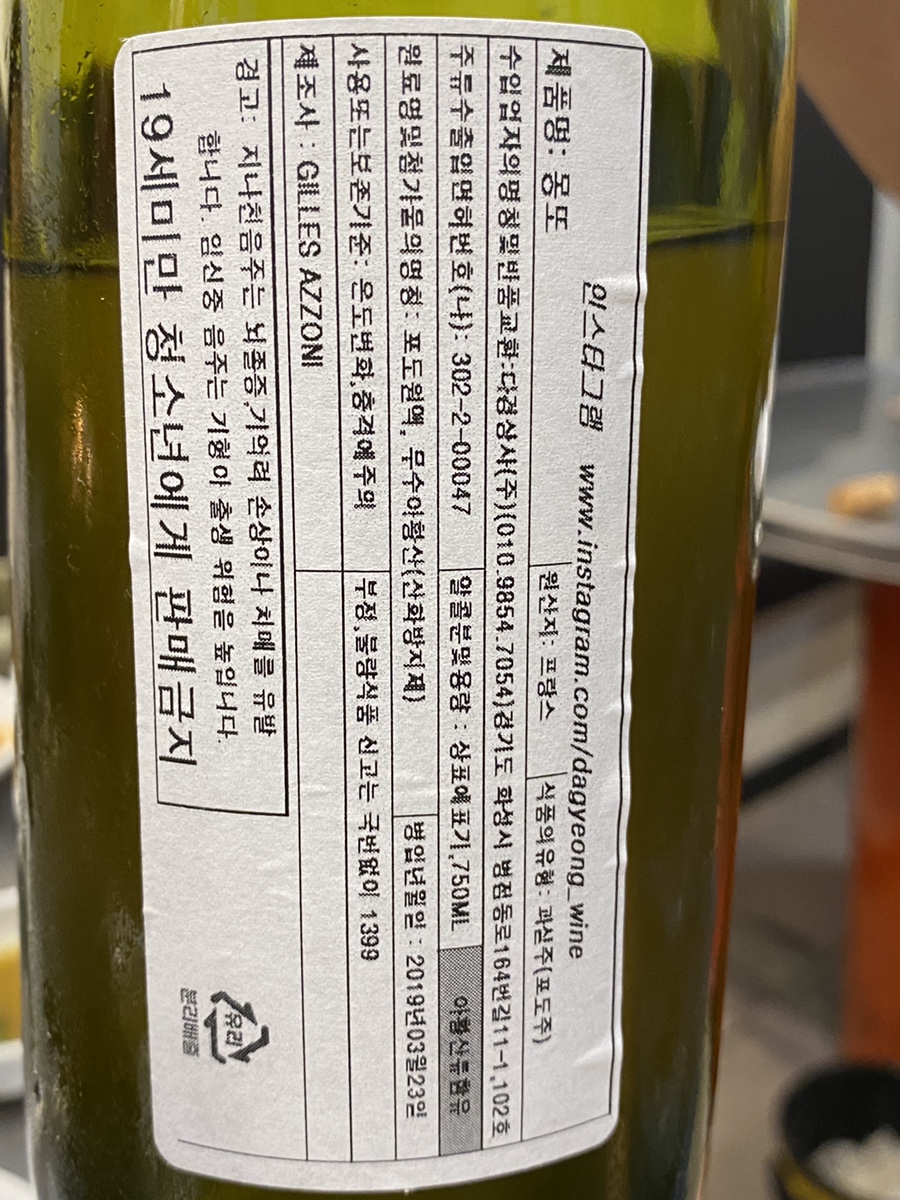 인스타그램 www.instagram.com/dagyeong_wine
제품명: 몽또 원산지: 프랑스 식품의유형: 과실주(포도주)
수입업자의명칭및반품교환:다경상사(주)(010.9854.7054)경기도 화성시 병점동로164번길11-1,102호
주류수출입면허번호(나): 302-2-00047 알콜분및용량 : 상표에표기,750ML 이황산류함유
원료명및첨가물의명칭: 포도원액, 무수아황산(산화방지제) 병입년월일 : 2019년03월23일
사용또는보존기준: 온도변화,충격에주의 부정,불량식품 신고는 국번없이 1399
제조사 : GILLES AZZONI
경고: 지나친음주는 뇌졸중,기억력 손상이나 치매를 유발
합니다. 임신중 음주는 기형아 출생 위험을 높입니다.
19세미만 청소년에게 판매금지
유리
분리배출